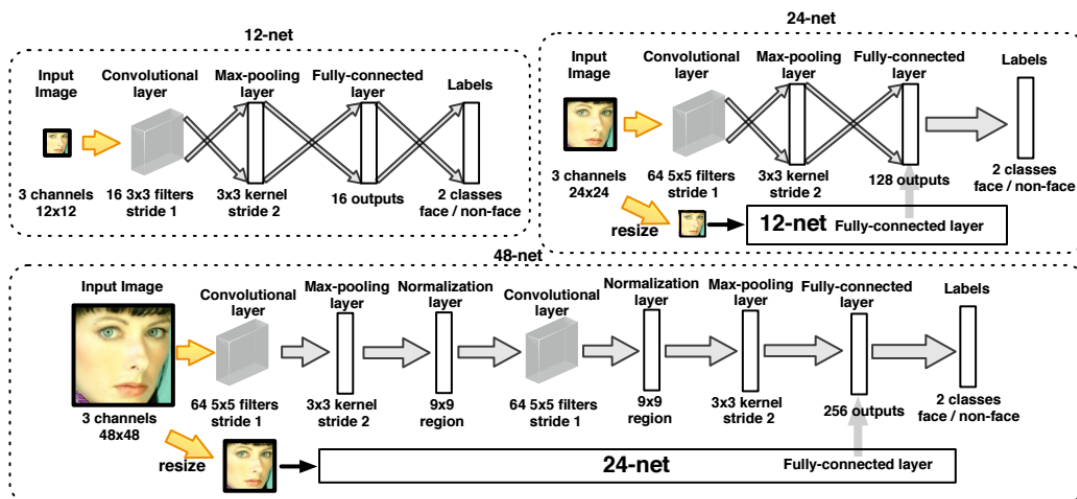 12-net
Input
Image
Convolutional
layer
Max-pooling
layer
Fully-connected
layer
Labels
3 channels
12x12
16 3x3 filters
stride 1
3x3 kernel
stride 2
16 outputs
2 classes
face / non-face
24-net
Input
Image
Convolutional
layer
Max-pooling
layer
Fully-connected
layer
Labels
3 channels
24x24
64 5x5 filters
stride 1
3x3 kernel
stride 2
128 outputs
2 classes
face / non-face
resize
12-net Fully-connected layer
48-net
Input Image
Convolutional
layer
Max-pooling
layer
Normalization
layer
Convolutional
layer
Normalization
layer
Max-pooling
layer
Fully-connected
layer
Labels
3 channels
48x48
64 5x5 filters
stride 1
3x3 kernel
stride 2
9x9
region
64 5x5 filters
stride 1
9x9
region
3x3 kernel
stride 2
256 outputs
2 classes
face / non-face
resize
24-net Fully-connected layer